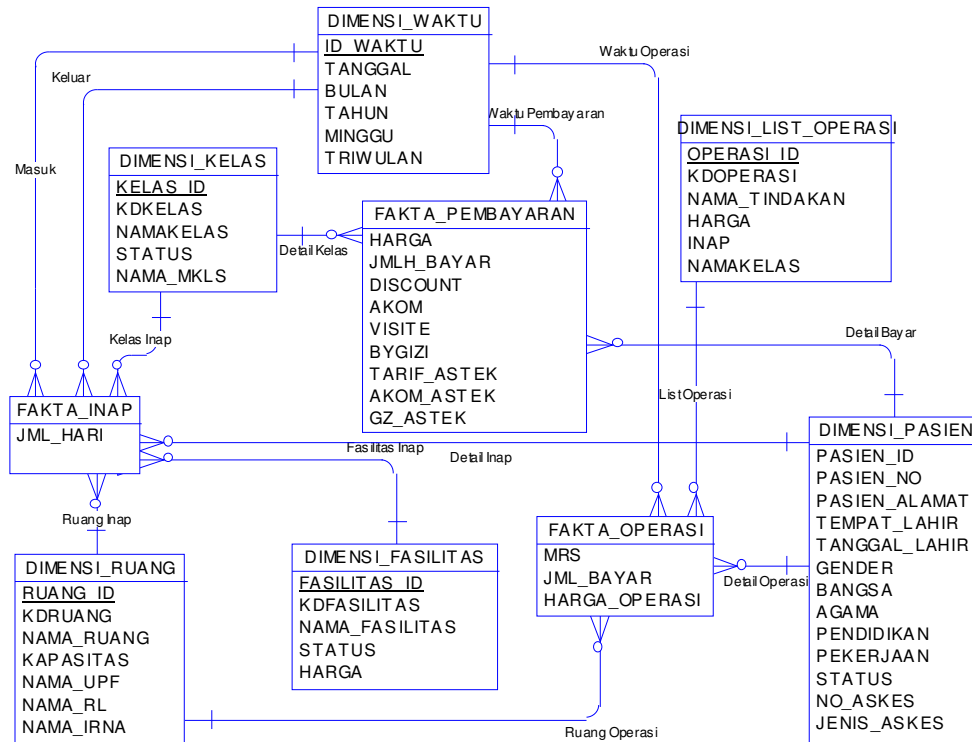 DIMENSI_WAKTU
ID_WAKTU
TANGGAL
BULAN
TAHUN
MINGGU
TRIWULAN
Keluar
Masuk
Waktu Operasi
Waktu Pembayaran
DIMENSI_LIST_OPERASI
OPERASI_ID
KDOPERASI
NAMA_TINDAKAN
HARGA
INAP
NAMAKELAS
DIMENSI_KELAS
KELAS_ID
KDKELAS
NAMAKELAS
STATUS
NAMA_MKLS
Detail Kelas
FAKTA_PEMBAYARAN
HARGA
JMLH_BAYAR
DISCOUNT
AKOM
VISITE
BYGIZI
TARIF_ASTEK
AKOM_ASTEK
GZ_ASTEK
Kelas Inap
Detail Bayar
List Operasi
FAKTA_INAP
JML_HARI
Fasilitas Inap
Detail Inap
DIMENSI_PASIEN
PASIEN_ID
PASIEN_NO
PASIEN_ALAMAT
TEMPAT_LAHIR
TANGGAL_LAHIR
GENDER
BANGSA
AGAMA
PENDIDIKAN
PEKERJAAN
STATUS
NO_ASKES
JENIS_ASKES
Ruang Inap
FAKTA_OPERASI
MRS
JML_BAYAR
HARGA_OPERASI
Detail Operasi
DIMENSI_RUANG
RUANG_ID
KDRUANG
NAMA_RUANG
KAPASITAS
NAMA_UPF
NAMA_RL
NAMA_IRNA
DIMENSI_FASILITAS
FASILITAS_ID
KDFASILITAS
NAMA_FASILITAS
STATUS
HARGA
Ruang Operasi